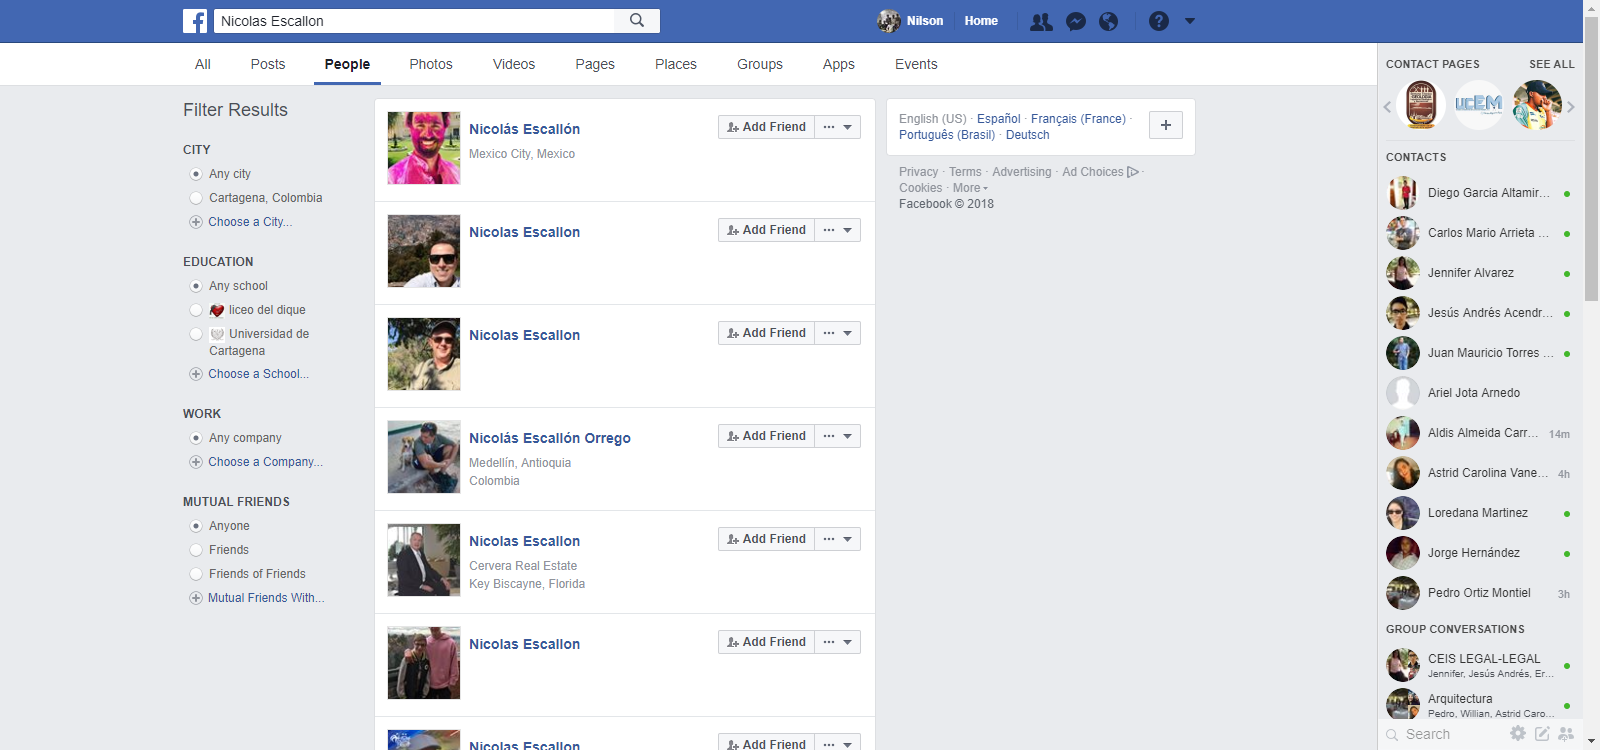 Nicolas Escallon
Nilson
Home
All
Posts
People
Photos
Videos
Pages
Places
Groups
Apps
Events
Filter Results
CITY
Any city
Cartagena, Colombia
Choose a City...
EDUCATION
Any school
liceo del dique
Universidad de
Cartagena
Choose a School...
WORK
Any company
Choose a Company...
MUTUAL FRIENDS
Anyone
Friends
Friends of Friends
Mutual Friends With...
Nicolás Escallón
Mexico City, Mexico
Add Friend
Nicolas Escallon
Add Friend
Nicolas Escallon
Add Friend
Nicolás Escallón Orrego
Medellín, Antioquia
Colombia
Add Friend
Nicolas Escallon
Cervera Real Estate
Key Biscayne, Florida
Add Friend
Nicolas Escallon
Add Friend
Nicolas Escallon
Add Friend
English (US) · Español · Français (France) ·
Português (Brasil) · Deutsch
Privacy · Terms · Advertising · Ad Choices ·
Cookies · More
Facebook © 2018
CONTACT PAGES
SEE ALL
UCEM
CONTACTS
Diego Garcia Altamir...
Carlos Mario Arrieta ...
Jennifer Alvarez
Jesús Andrés Acendr...
Juan Mauricio Torres ...
Ariel Jota Arnedo
Aldis Almeida Carr... 14m
Astrid Carolina Vane... 4h
Loredana Martinez
Jorge Hernández
Pedro Ortiz Montiel 3h
GROUP CONVERSATIONS
CEIS LEGAL-LEGAL
Jennifer, Jesús Andrés, Er...
Arquitectura
Pedro, Willian, Astrid Caro...
Search